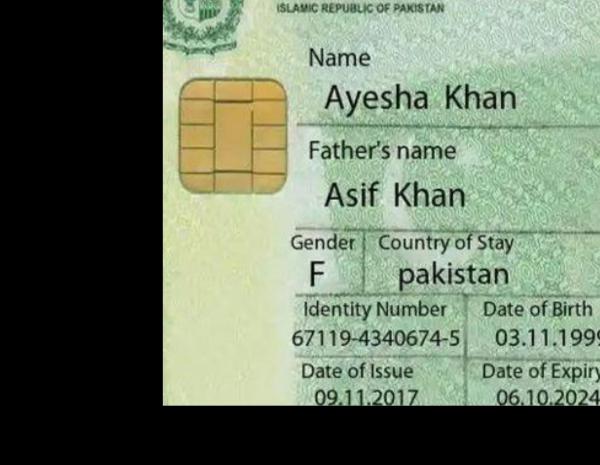 ISLAMIC REPUBLIC OF PAKISTAN
Name
Ayesha Khan
Father's name
Asif Khan
Gender Country of Stay
F pakistan
Identity Number Date of Birth
67119-4340674-5 03.11.1999
Date of Issue Date of Expiry
09.11.2017 06.10.2024